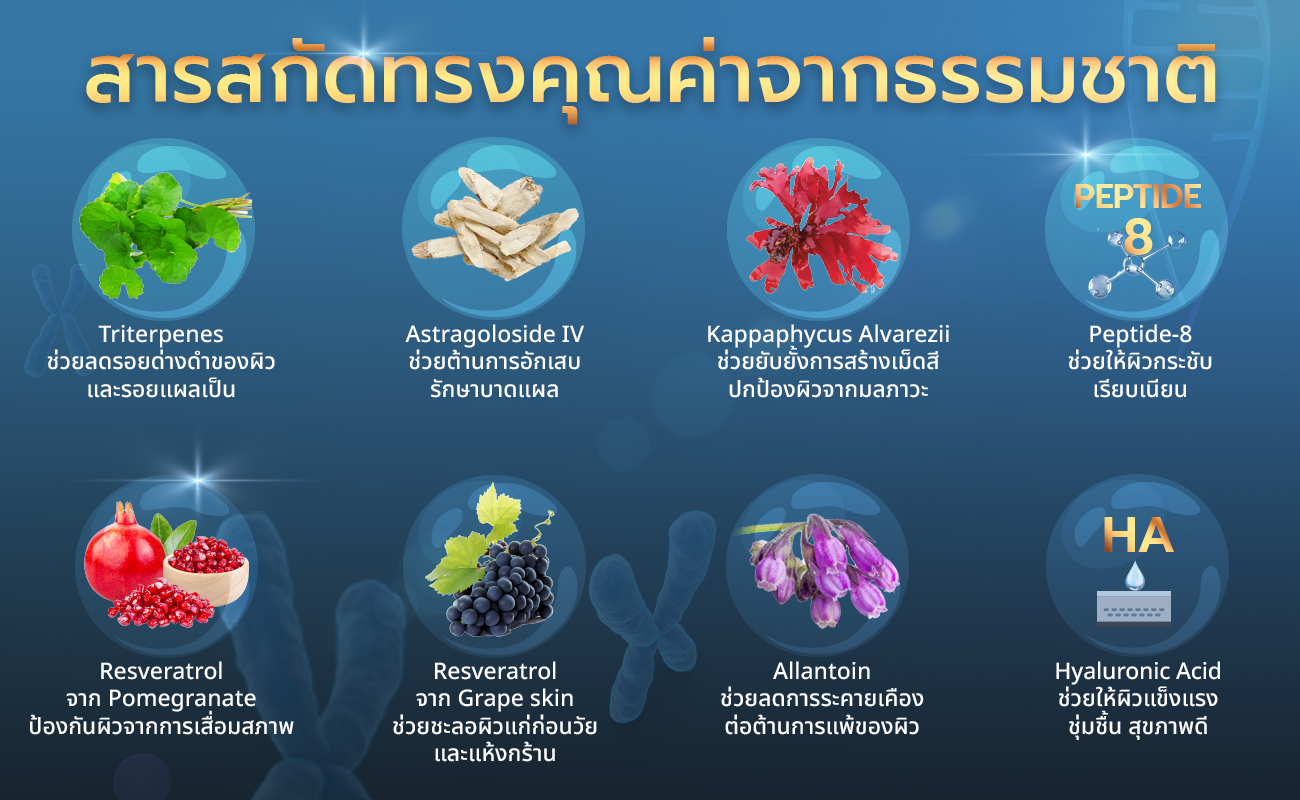 สารสกัดทรงคุณค่าจากธรรมชาติ
PEPTIDE
8
Triterpenes
ช่วยลดรอยด่างดำของผิว
และรอยแผลเป็น
Astragoloside IV
ช่วยต้านการอักเสบ
รักษาบาดแผล
Kappaphycus Alvarezii
ช่วยยับยั้งการสร้างเม็ดสี
ปกป้องผิวจากมลภาวะ
Peptide-8
ช่วยให้ผิวกระชับ
เรียบเนียน
HA
Resveratrol
จาก Pomegranate
ป้องกันผิวจากการเสื่อมสภาพ
Resveratrol
จาก Grape skin
ช่วยชะลอผิวแก่ก่อนวัย
และแห้งกร้าน
Allantoin
ช่วยลดการระคายเคือง
ต่อต้านการแพ้ของผิว
Hyaluronic Acid
ช่วยให้ผิวแข็งแรง
ชุ่มชื้น สุขภาพดี